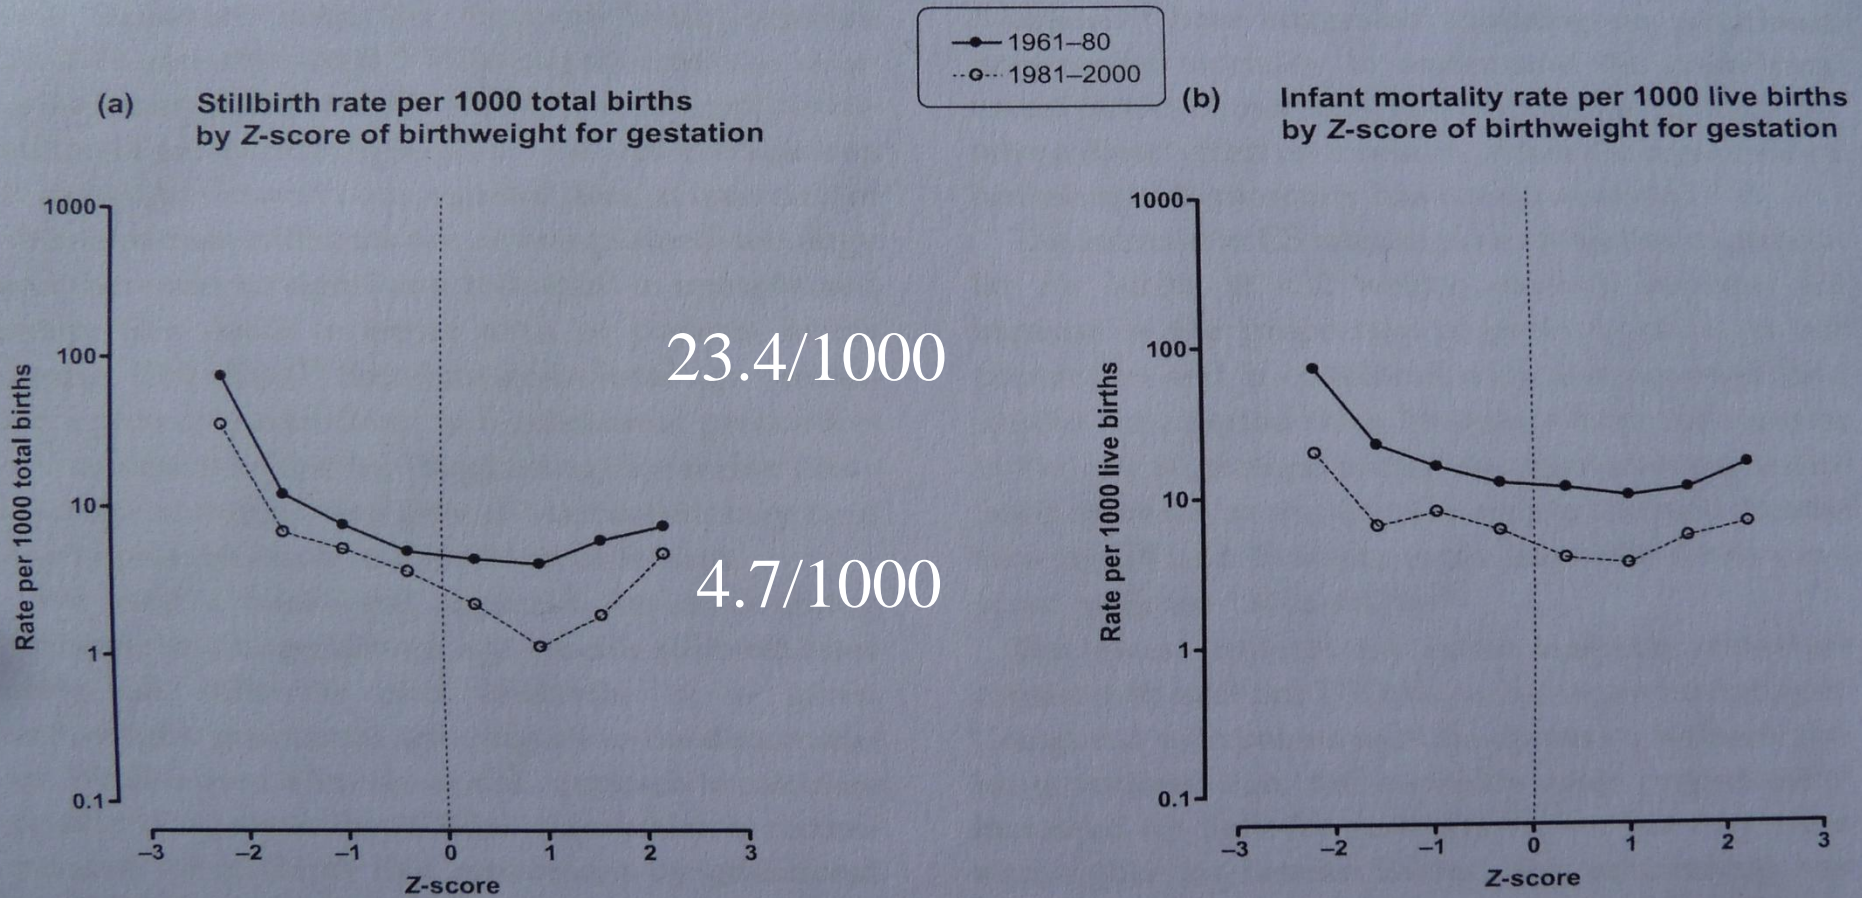 1961–80
1981–2000
(a) Stillbirth rate per 1000 total births
by Z-score of birthweight for gestation
(b) Infant mortality rate per 1000 live births
by Z-score of birthweight for gestation
Rate per 1000 total births
1000
100
10
1
0.1
–3 –2 –1 0 1 2 3
Z-score
23.4/1000
4.7/1000
Rate per 1000 live births
1000
100
10
1
0.1
–3 –2 –1 0 1 2 3
Z-score